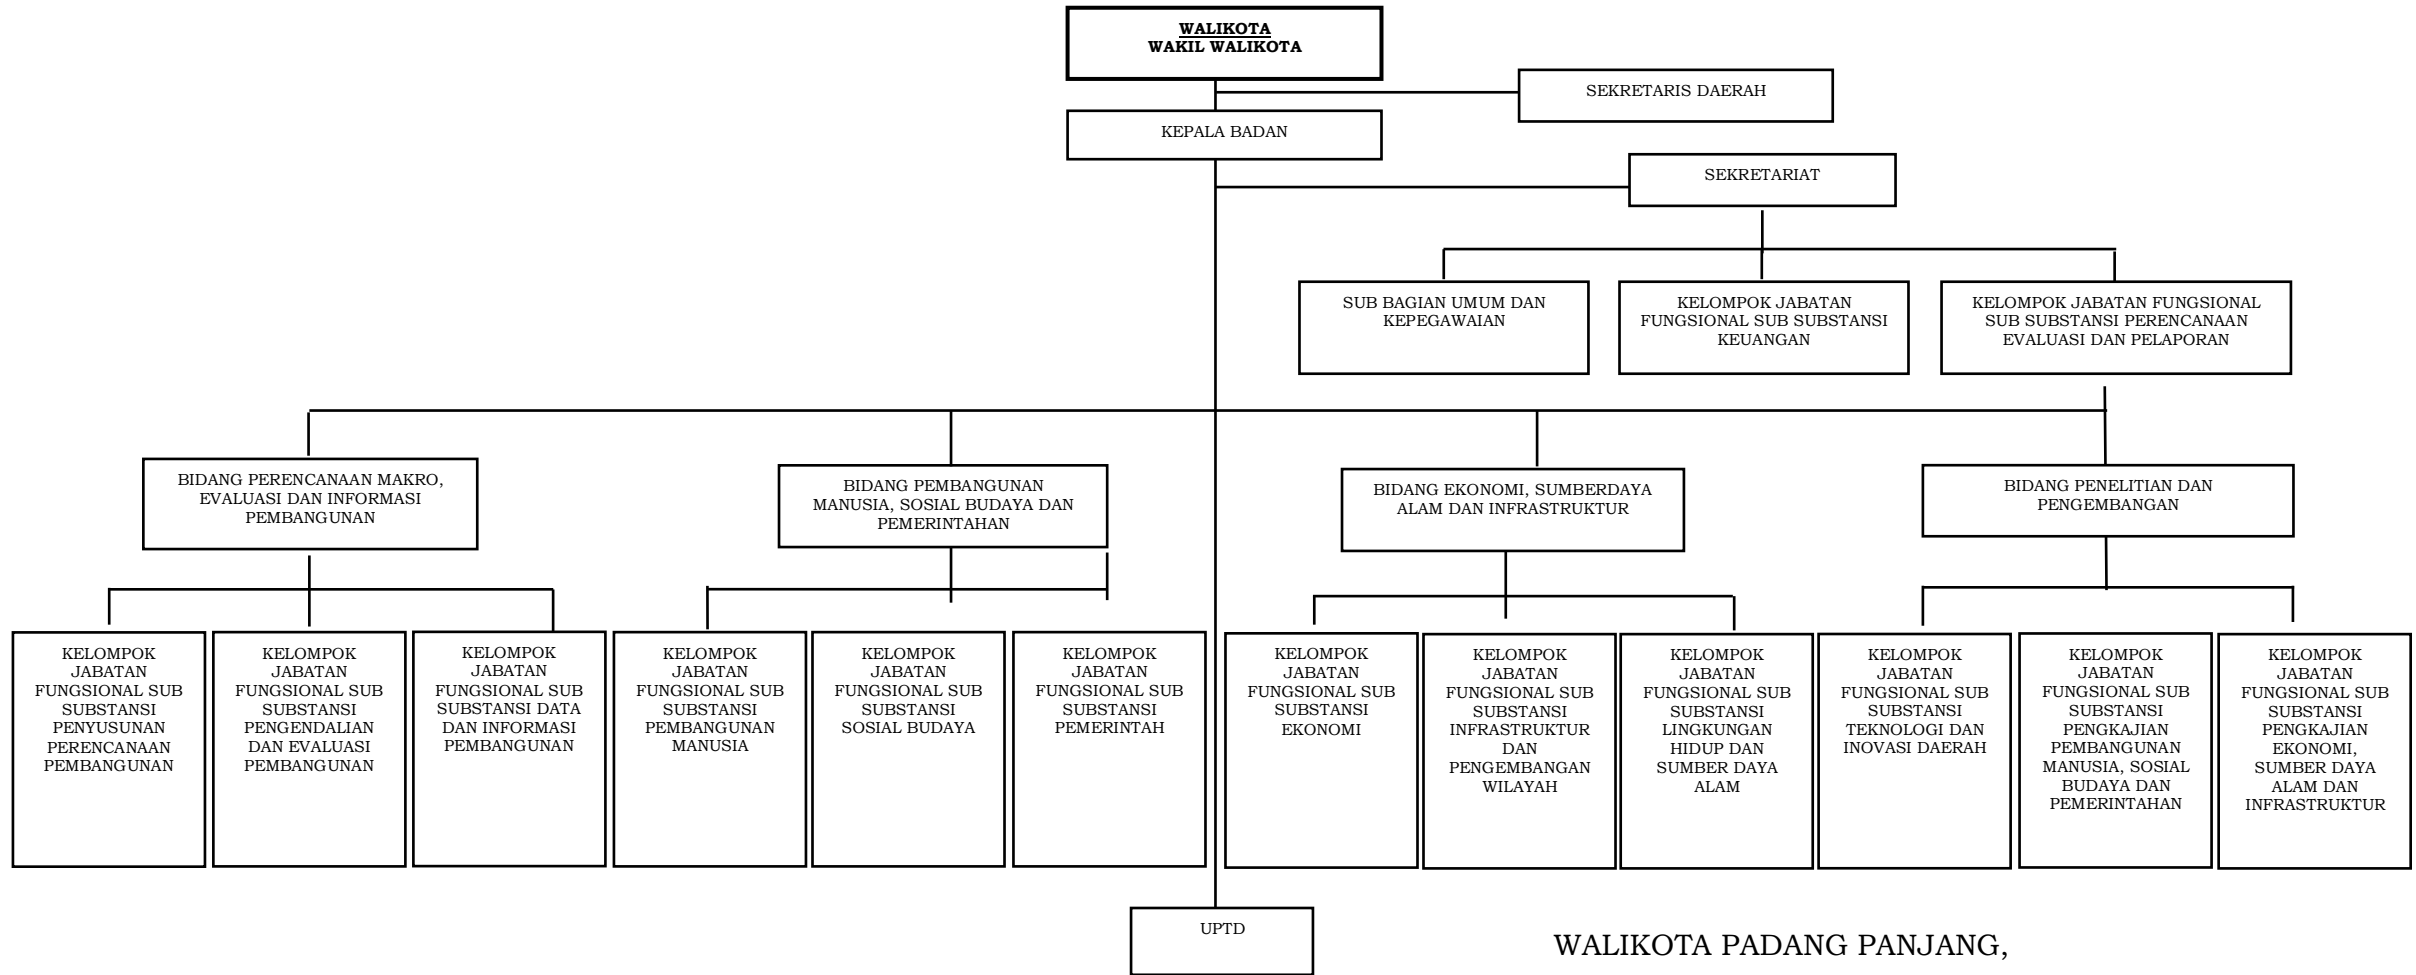 WALIKOTA
WAKIL WALIKOTA
SEKRETARIS DAERAH
KEPALA BADAN
SEKRETARIAT
SUB BAGIAN UMUM DAN
KEPEGAWAIAN
KELOMPOK JABATAN
FUNGSIONAL SUB SUBSTANSI
KEUANGAN
KELOMPOK JABATAN FUNGSIONAL
SUB SUBSTANSI PERENCANAAN
EVALUASI DAN PELAPORAN
BIDANG PERENCANAAN MAKRO,
EVALUASI DAN INFORMASI
PEMBANGUNAN
BIDANG PEMBANGUNAN
MANUSIA, SOSIAL BUDAYA DAN
PEMERINTAHAN
BIDANG EKONOMI, SUMBERDAYA
ALAM DAN INFRASTRUKTUR
BIDANG PENELITIAN DAN
PENGEMBANGAN
KELOMPOK
JABATAN
FUNGSIONAL SUB
SUBSTANSI
PENYUSUNAN
PERENCANAAN
PEMBANGUNAN
KELOMPOK
JABATAN
FUNGSIONAL SUB
SUBSTANSI
PENGENDALIAN
DAN EVALUASI
PEMBANGUNAN
KELOMPOK
JABATAN
FUNGSIONAL SUB
SUBSTANSI DATA
DAN INFORMASI
PEMBANGUNAN
KELOMPOK
JABATAN
FUNGSIONAL SUB
SUBSTANSI
PEMBANGUNAN
MANUSIA
KELOMPOK
JABATAN
FUNGSIONAL SUB
SUBSTANSI
SOSIAL BUDAYA
KELOMPOK
JABATAN
FUNGSIONAL SUB
SUBSTANSI
PEMERINTAH
KELOMPOK
JABATAN
FUNGSIONAL SUB
SUBSTANSI
EKONOMI
KELOMPOK
JABATAN
FUNGSIONAL SUB
SUBSTANSI
INFRASTRUKTUR
DAN
PENGEMBANGAN
WILAYAH
KELOMPOK
JABATAN
FUNGSIONAL SUB
SUBSTANSI
LINGKUNGAN
HIDUP DAN
SUMBER DAYA
ALAM
KELOMPOK
JABATAN
FUNGSIONAL SUB
SUBSTANSI
TEKNOLOGI DAN
INOVASI DAERAH
KELOMPOK
JABATAN
FUNGSIONAL SUB
SUBSTANSI
PENGKAJIAN
PEMBANGUNAN
MANUSIA, SOSIAL
BUDAYA DAN
PEMERINTAHAN
KELOMPOK
JABATAN
FUNGSIONAL SUB
SUBSTANSI
PENGKAJIAN
EKONOMI,
SUMBER DAYA
ALAM DAN
INFRASTRUKTUR
UPTD
WALIKOTA PADANG PANJANG,